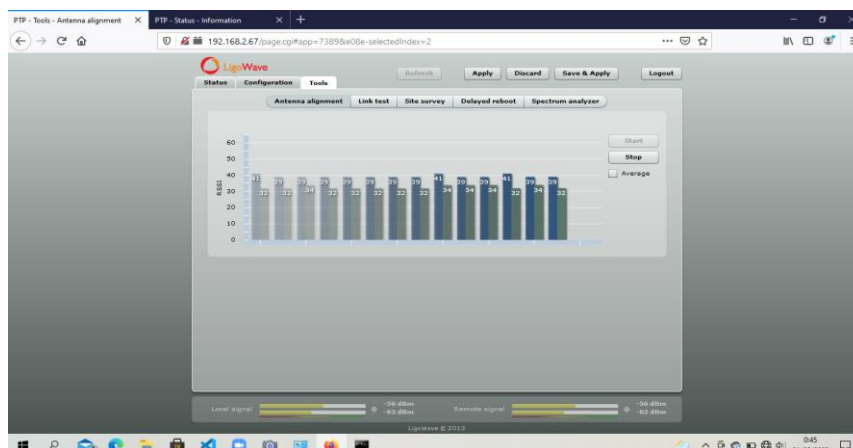 PTP - Tools - Antenna alignment
PTP - Status - Information
192.168.2.67/page.cgi#app=7389&e08e-selectedIndex=2
LigoWave
Refresh Apply Discard Save & Apply Logout
Status Configuration Tools
Antenna alignment Link test Site survey Delayed reboot Spectrum analyzer
RSSI
60
50
40
30
20
10
0
41 39 39 39 39 39 39 39 41 39 39 41 39 39
32 32 34 32 32 32 32 32 34 34 34 32 34 32
Start
Stop
Average
Local signal -56 dBm -63 dBm Remote signal -56 dBm -63 dBm
LigoWave © 2013
0:45